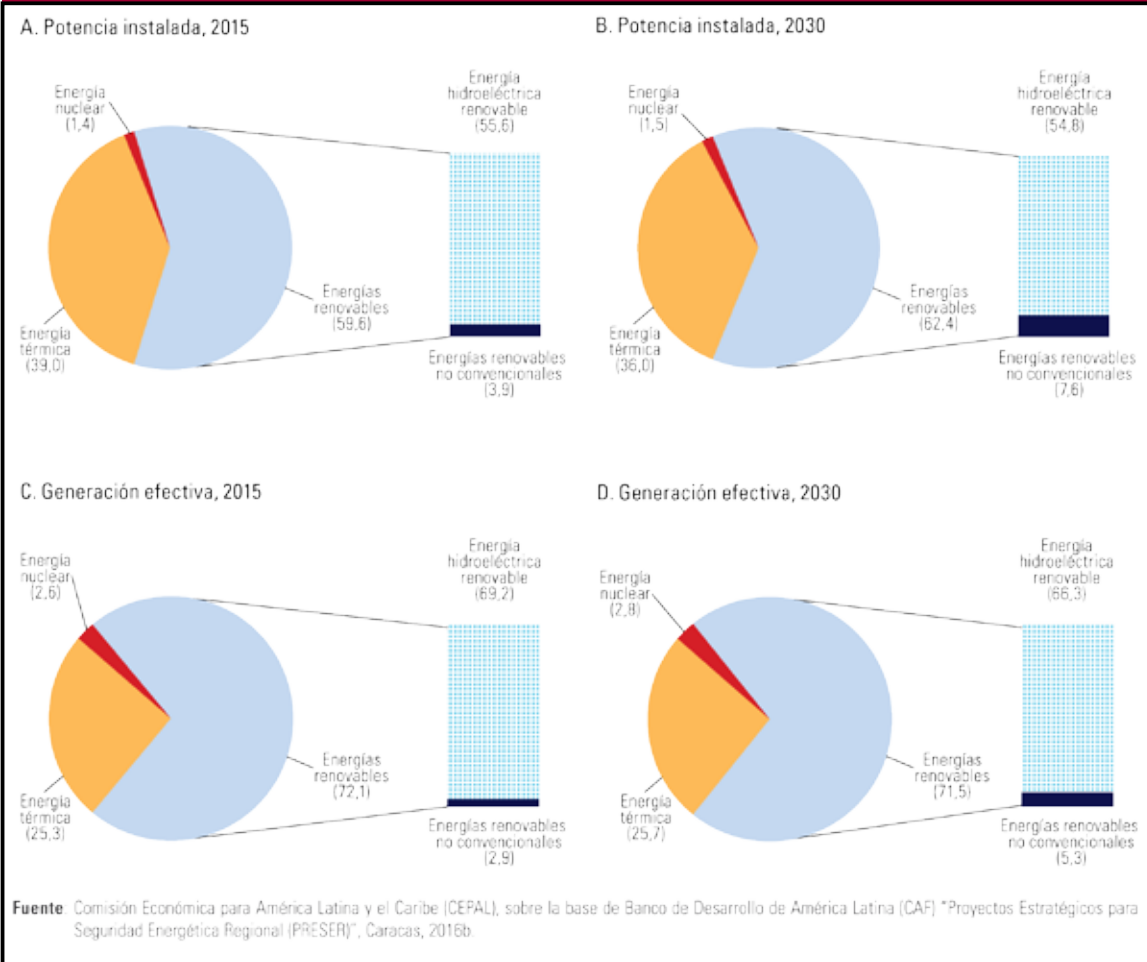 A. Potencia instalada, 2015
Energía
nuclear
(1,4)
Energía
hidroeléctrica
renovable
(55,6)
Energías
renovables
(59,6)
Energía
térmica
(39,0)
Energías renovables
no convencionales
(3,9)
B. Potencia instalada, 2030
Energía
nuclear
(1,5)
Energía
hidroeléctrica
renovable
(54,8)
Energías
renovables
(62,4)
Energía
térmica
(36,0)
Energías renovables
no convencionales
(7,6)
C. Generación efectiva, 2015
Energía
nuclear
(2,6)
Energía
hidroeléctrica
renovable
(69,2)
Energías
renovables
(72,1)
Energía
térmica
(25,3)
Energías renovables
no convencionales
(2,9)
D. Generación efectiva, 2030
Energía
nuclear
(2,8)
Energía
hidroeléctrica
renovable
(66,3)
Energías
renovables
(71,5)
Energía
térmica
(25,7)
Energías renovables
no convencionales
(5,3)
Fuente: Comisión Económica para América Latina y el Caribe (CEPAL), sobre la base de Banco de Desarrollo de América Latina (CAF) "Proyectos Estratégicos para
Seguridad Energética Regional (PRESER)", Caracas, 2016b.